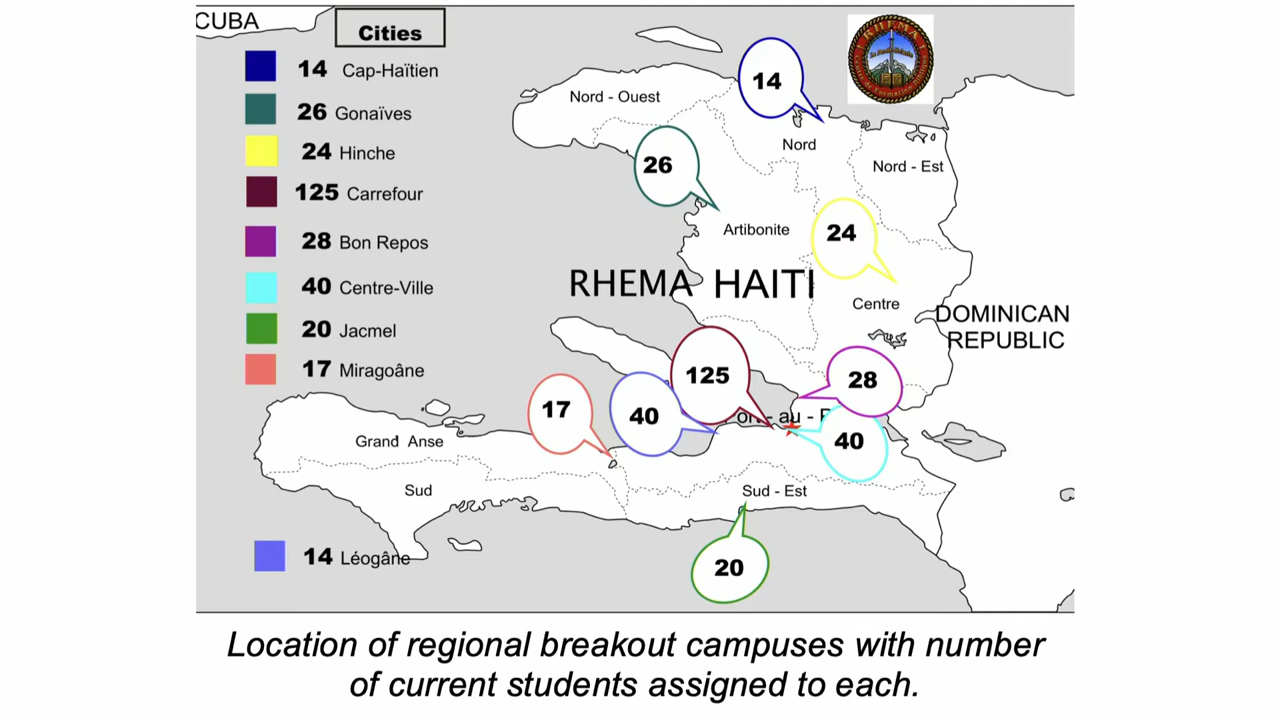 CUBA
Cities
14 Cap-Haïtien
26 Gonaïves
24 Hinche
125 Carrefour
28 Bon Repos
40 Centre-Ville
20 Jacmel
17 Miragoâne
14 Léogâne
RHEMA
Nord - Ouest
14
Nord
Nord - Est
26
Artibonite
24
RHEMA HAITI
Centre
DOMINICAN
REPUBLIC
125
28
17
40
au
40
Grand Anse
Sud
Sud - Est
20
Location of regional breakout campuses with number
of current students assigned to each.